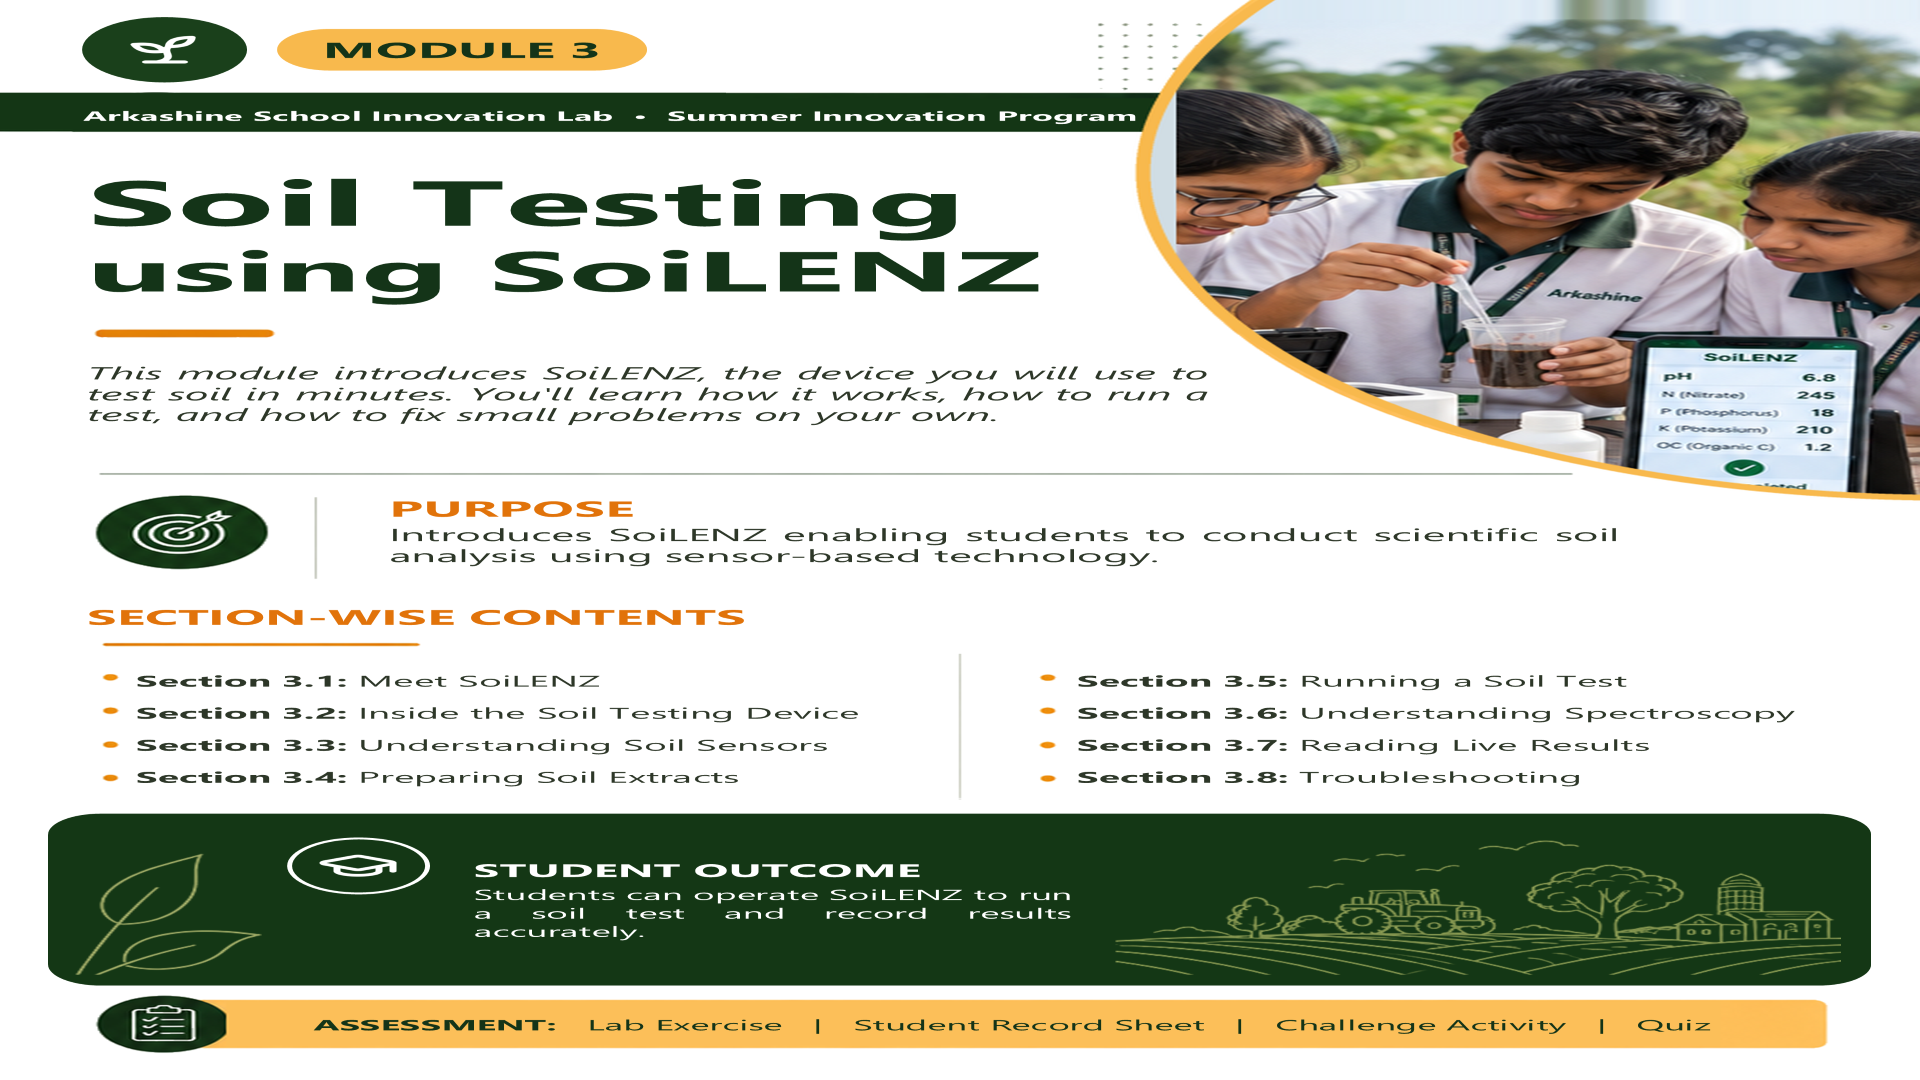 MODULE 3
Arkashine School Innovation Lab • Summer Innovation Program
Soil Testing
using SoiLENZ
This module introduces SoiLENZ, the device you will use to
test soil in minutes. You'll learn how it works, how to run a
test, and how to fix small problems on your own.
Arkashine
SoiLENZ
pH 6.8
N (Nitrate) 245
P (Phosphorus) 18
K (Potassium) 210
OC (Organic C) 1.2
PURPOSE
Introduces SoiLENZ enabling students to conduct scientific soil
analysis using sensor-based technology.
SECTION-WISE CONTENTS
• Section 3.1: Meet SoiLENZ
• Section 3.2: Inside the Soil Testing Device
• Section 3.3: Understanding Soil Sensors
• Section 3.4: Preparing Soil Extracts
• Section 3.5: Running a Soil Test
• Section 3.6: Understanding Spectroscopy
• Section 3.7: Reading Live Results
• Section 3.8: Troubleshooting
STUDENT OUTCOME
Students can operate SoiLENZ to run
a soil test and record results
accurately.
ASSESSMENT: Lab Exercise | Student Record Sheet | Challenge Activity | Quiz